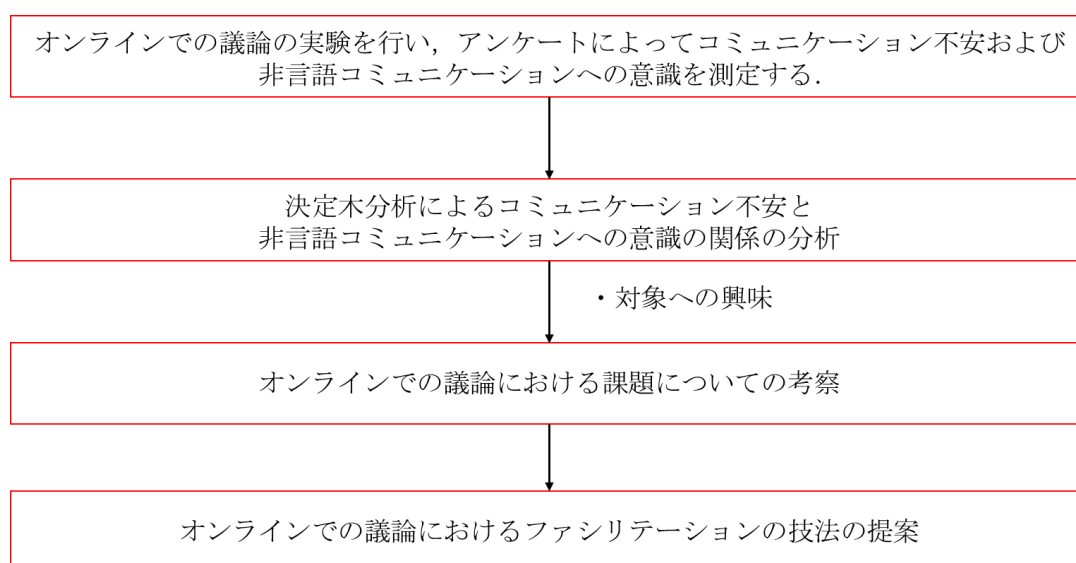 オンラインでの議論の実験を行い，アンケートによってコミュニケーション不安および
非言語コミュニケーションへの意識を測定する．
決定木分析によるコミュニケーション不安と
非言語コミュニケーションへの意識の関係の分析
・対象への興味
オンラインでの議論における課題についての考察
オンラインでの議論におけるファシリテーションの技法の提案